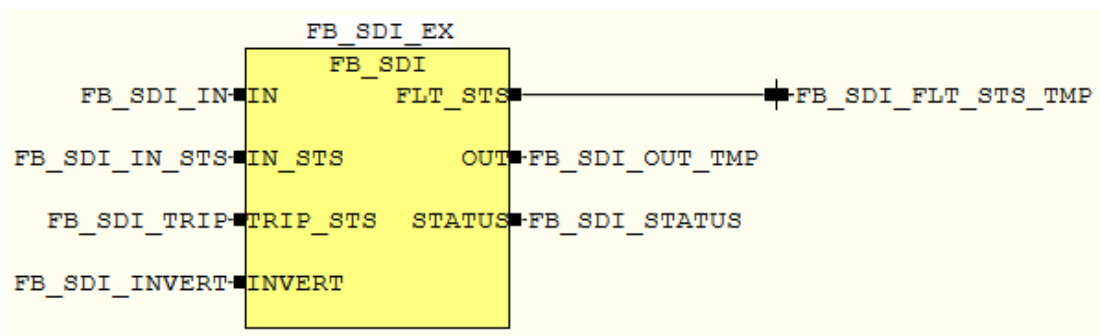 FB_SDI_EX
FB_SDI
FB_SDI_IN IN FLT_STS FB_SDI_FLT_STS_TMP
FB_SDI_IN_STS IN_STS OUT FB_SDI_OUT_TMP
FB_SDI_TRIP TRIP_STS STATUS FB_SDI_STATUS
FB_SDI_INVERT INVERT